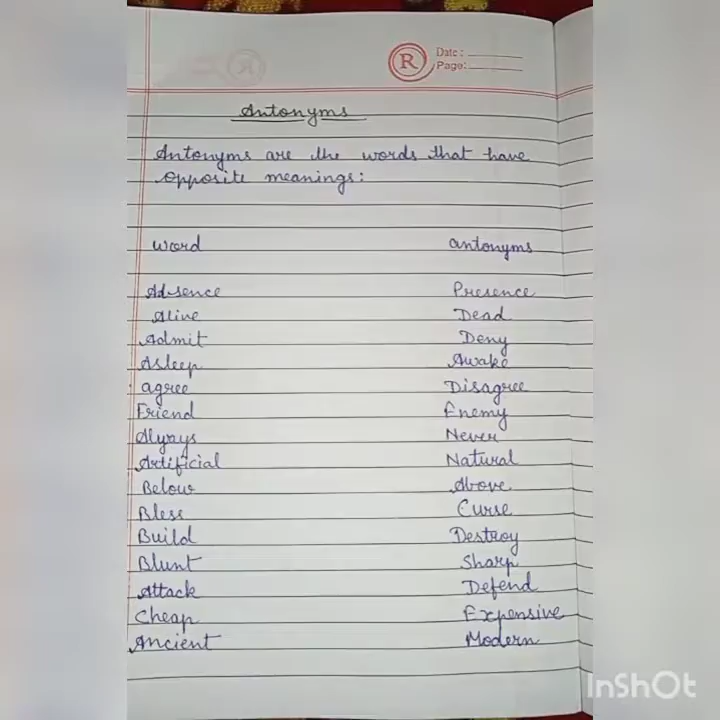 R
Date :
Page:
Antonyms
Antonyms are the words that have
opposite meanings:
word antonyms
Absence Presence
Alive Dead
Admit Deny
Asleep Awake
agree Disagree
Friend Enemy
Always Never
Artificial Natural
Below Above
Bless Curse
Build Destroy
Blunt Sharp
Attack Defend
Cheap Expensive
Ancient Modern
InShOt